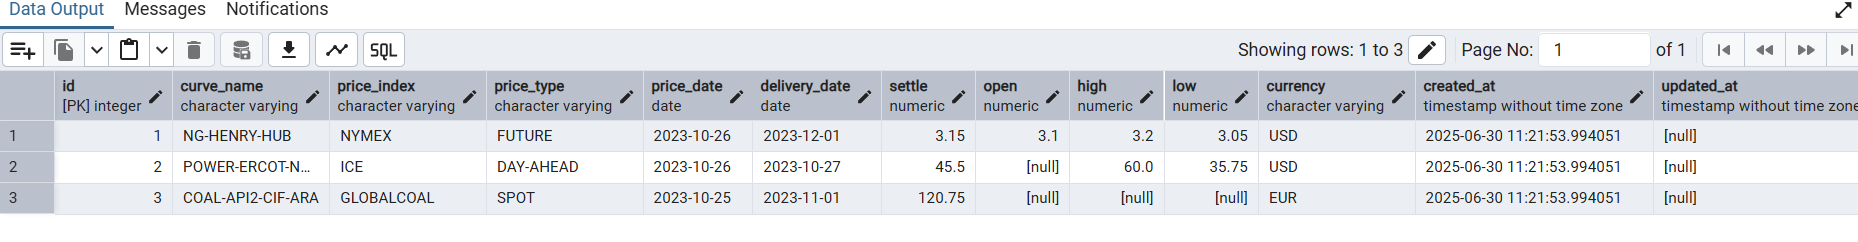 Data Output Messages Notifications
SQL Showing rows: 1 to 3 Page No: 1 of 1
id curve_name price_index price_type price_date delivery_date settle open high low currency created_at updated_at
[PK] integer character varying character varying character varying date date numeric numeric numeric numeric character varying timestamp without time zone timestamp without time zone
1 1 NG-HENRY-HUB NYMEX FUTURE 2023-10-26 2023-12-01 3.15 3.1 3.2 3.05 USD 2025-06-30 11:21:53.994051 [null]
2 2 POWER-ERCOT-N... ICE DAY-AHEAD 2023-10-26 2023-10-27 45.5 [null] 60.0 35.75 USD 2025-06-30 11:21:53.994051 [null]
3 3 COAL-API2-CIF-ARA GLOBALCOAL SPOT 2023-10-25 2023-11-01 120.75 [null] [null] [null] EUR 2025-06-30 11:21:53.994051 [null]